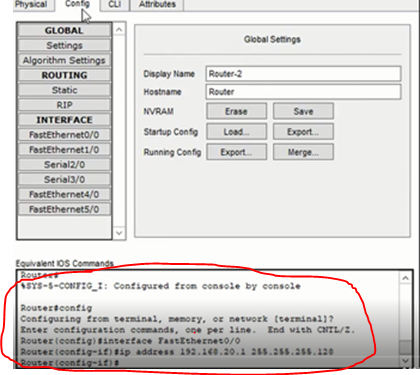 Physical Config CLI Attributes
GLOBAL
Settings
Algorithm Settings
ROUTING
Static
RIP
INTERFACE
FastEthernet0/0
FastEthernet1/0
Serial2/0
Serial3/0
FastEthernet4/0
FastEthernet5/0
Global Settings
Display Name Router-2
Hostname Router
NVRAM Erase Save
Startup Config Load... Export...
Running Config Export... Merge...
Equivalent IOS Commands
Router#
%SYS-5-CONFIG_I: Configured from console by console
Router#config
Configuring from terminal, memory, or network [terminal]?
Enter configuration commands, one per line. End with CNTL/Z.
Router(config)#interface FastEthernet0/0
Router(config-if)#ip address 192.168.20.1 255.255.255.128
Router(config-if)#